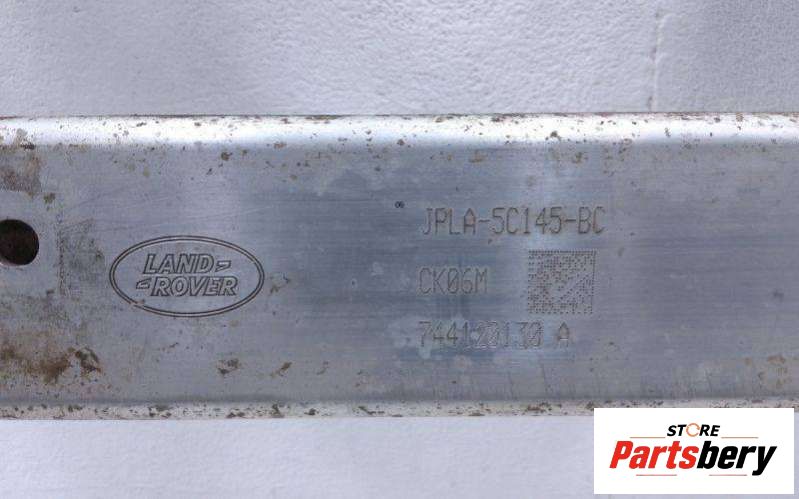 LAND
ROVER
JPLA-5C145-BC
CK06M
744120130 A
STORE
Partsbery